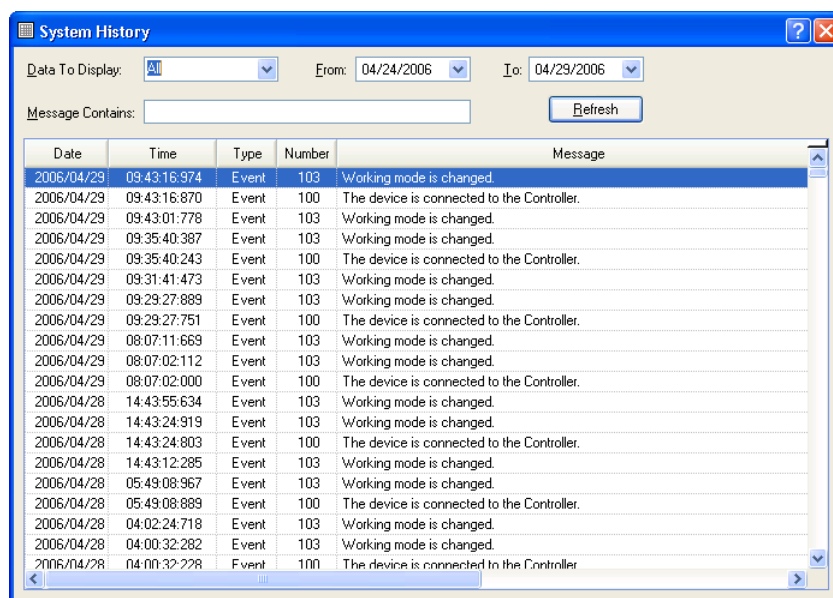 System History
Data To Display: All From: 04/24/2006 To: 04/29/2006
Message Contains: Refresh
Date Time Type Number Message
2006/04/29 09:43:16:974 Event 103 Working mode is changed.
2006/04/29 09:43:16:870 Event 100 The device is connected to the Controller.
2006/04/29 09:43:01:778 Event 103 Working mode is changed.
2006/04/29 09:35:40:387 Event 103 Working mode is changed.
2006/04/29 09:35:40:243 Event 100 The device is connected to the Controller.
2006/04/29 09:31:41:473 Event 103 Working mode is changed.
2006/04/29 09:29:27:889 Event 103 Working mode is changed.
2006/04/29 09:29:27:751 Event 100 The device is connected to the Controller.
2006/04/29 08:07:11:669 Event 103 Working mode is changed.
2006/04/29 08:07:02:112 Event 103 Working mode is changed.
2006/04/29 08:07:02:000 Event 100 The device is connected to the Controller.
2006/04/28 14:43:55:634 Event 103 Working mode is changed.
2006/04/28 14:43:24:919 Event 103 Working mode is changed.
2006/04/28 14:43:24:803 Event 100 The device is connected to the Controller.
2006/04/28 14:43:12:285 Event 103 Working mode is changed.
2006/04/28 05:49:08:967 Event 103 Working mode is changed.
2006/04/28 05:49:08:889 Event 100 The device is connected to the Controller.
2006/04/28 04:02:24:718 Event 103 Working mode is changed.
2006/04/28 04:00:32:282 Event 103 Working mode is changed.
2006/04/28 04:00:32:228 Event 100 The device is connected to the Controller